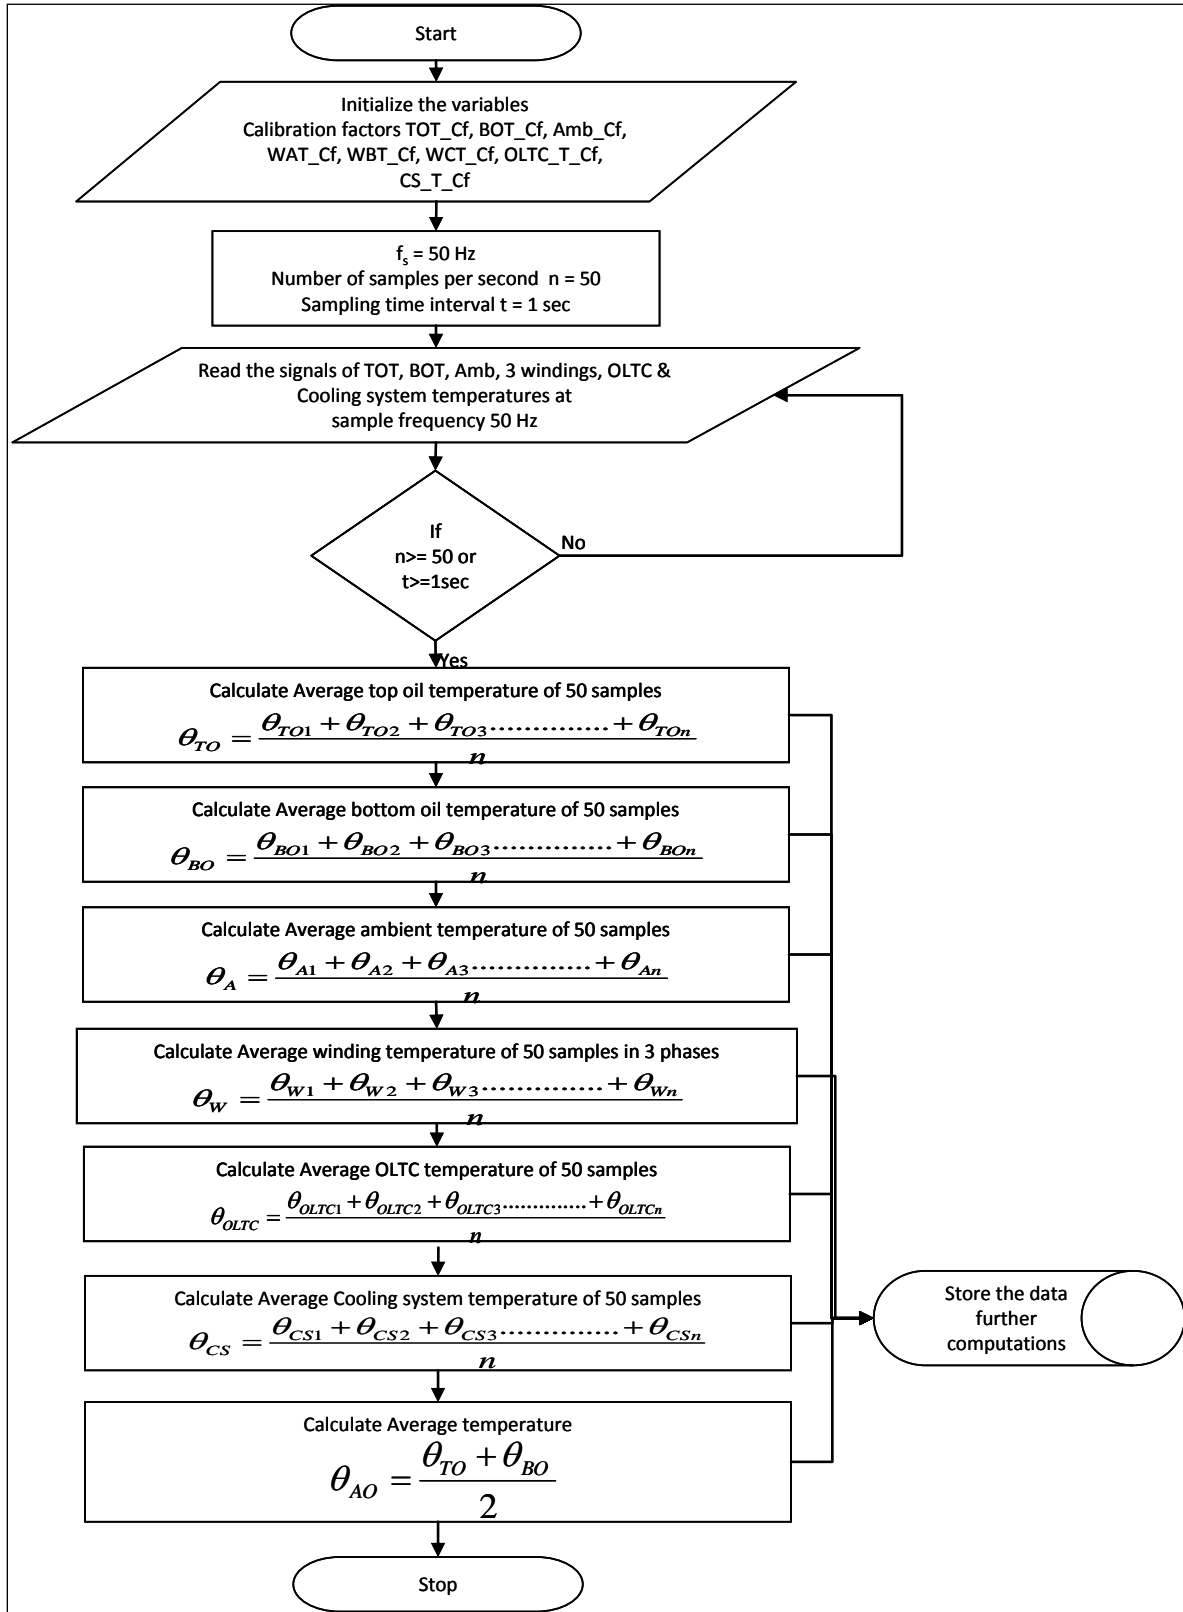 Start
Initialize the variables
Calibration factors TOT_Cf, BOT_Cf, Amb_Cf,
WAT_Cf, WBT_Cf, WCT_Cf, OLTC_T_Cf,
CS_T_Cf
fs = 50 Hz
Number of samples per second n = 50
Sampling time interval t = 1 sec
Read the signals of TOT, BOT, Amb, 3 windings, OLTC &
Cooling system temperatures at
sample frequency 50 Hz
If
n>= 50 or
t>=1sec
No
Yes
Calculate Average top oil temperature of 50 samples
θTO = θTO1 + θTO2 + θTO3.............. + θTOn
n
Calculate Average bottom oil temperature of 50 samples
θBO = θBO1 + θBO2 + θBO3.............. + θBOn
n
Calculate Average ambient temperature of 50 samples
θA = θA1 + θA2 + θA3.............. + θAn
n
Calculate Average winding temperature of 50 samples in 3 phases
θW = θW1 + θW2 + θW3.............. + θWn
n
Calculate Average OLTC temperature of 50 samples
θOLTC = θOLTC1 + θOLTC2 + θOLTC3.............. + θOLTCn
n
Calculate Average Cooling system temperature of 50 samples
θCS = θCS1 + θCS2 + θCS3.............. + θCSn
n
Store the data
further
computations
Calculate Average temperature
θAO = θTO + θBO
2
Stop